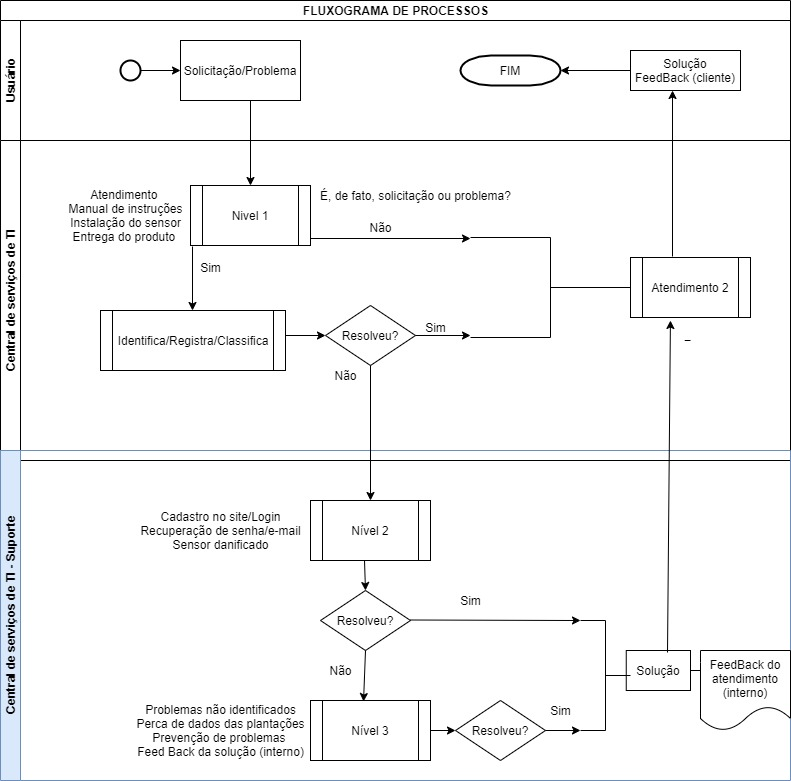 FLUXOGRAMA DE PROCESSOS
Usuário
Solicitação/Problema
FIM
Solução
FeedBack (cliente)
Central de serviços de TI
Atendimento
Manual de instruções
Instalação do sensor
Entrega do produto
Nivel 1
É, de fato, solicitação ou problema?
Não
Sim
Atendimento 2
Identifica/Registra/Classifica
Resolveu?
Sim
Não
Central de serviços de TI - Suporte
Cadastro no site/Login
Recuperação de senha/e-mail
Sensor danificado
Nível 2
Resolveu?
Sim
Não
Solução
FeedBack do
atendimento
(interno)
Problemas não identificados
Perca de dados das plantações
Prevenção de problemas
Feed Back da solução (interno)
Nível 3
Resolveu?
Sim